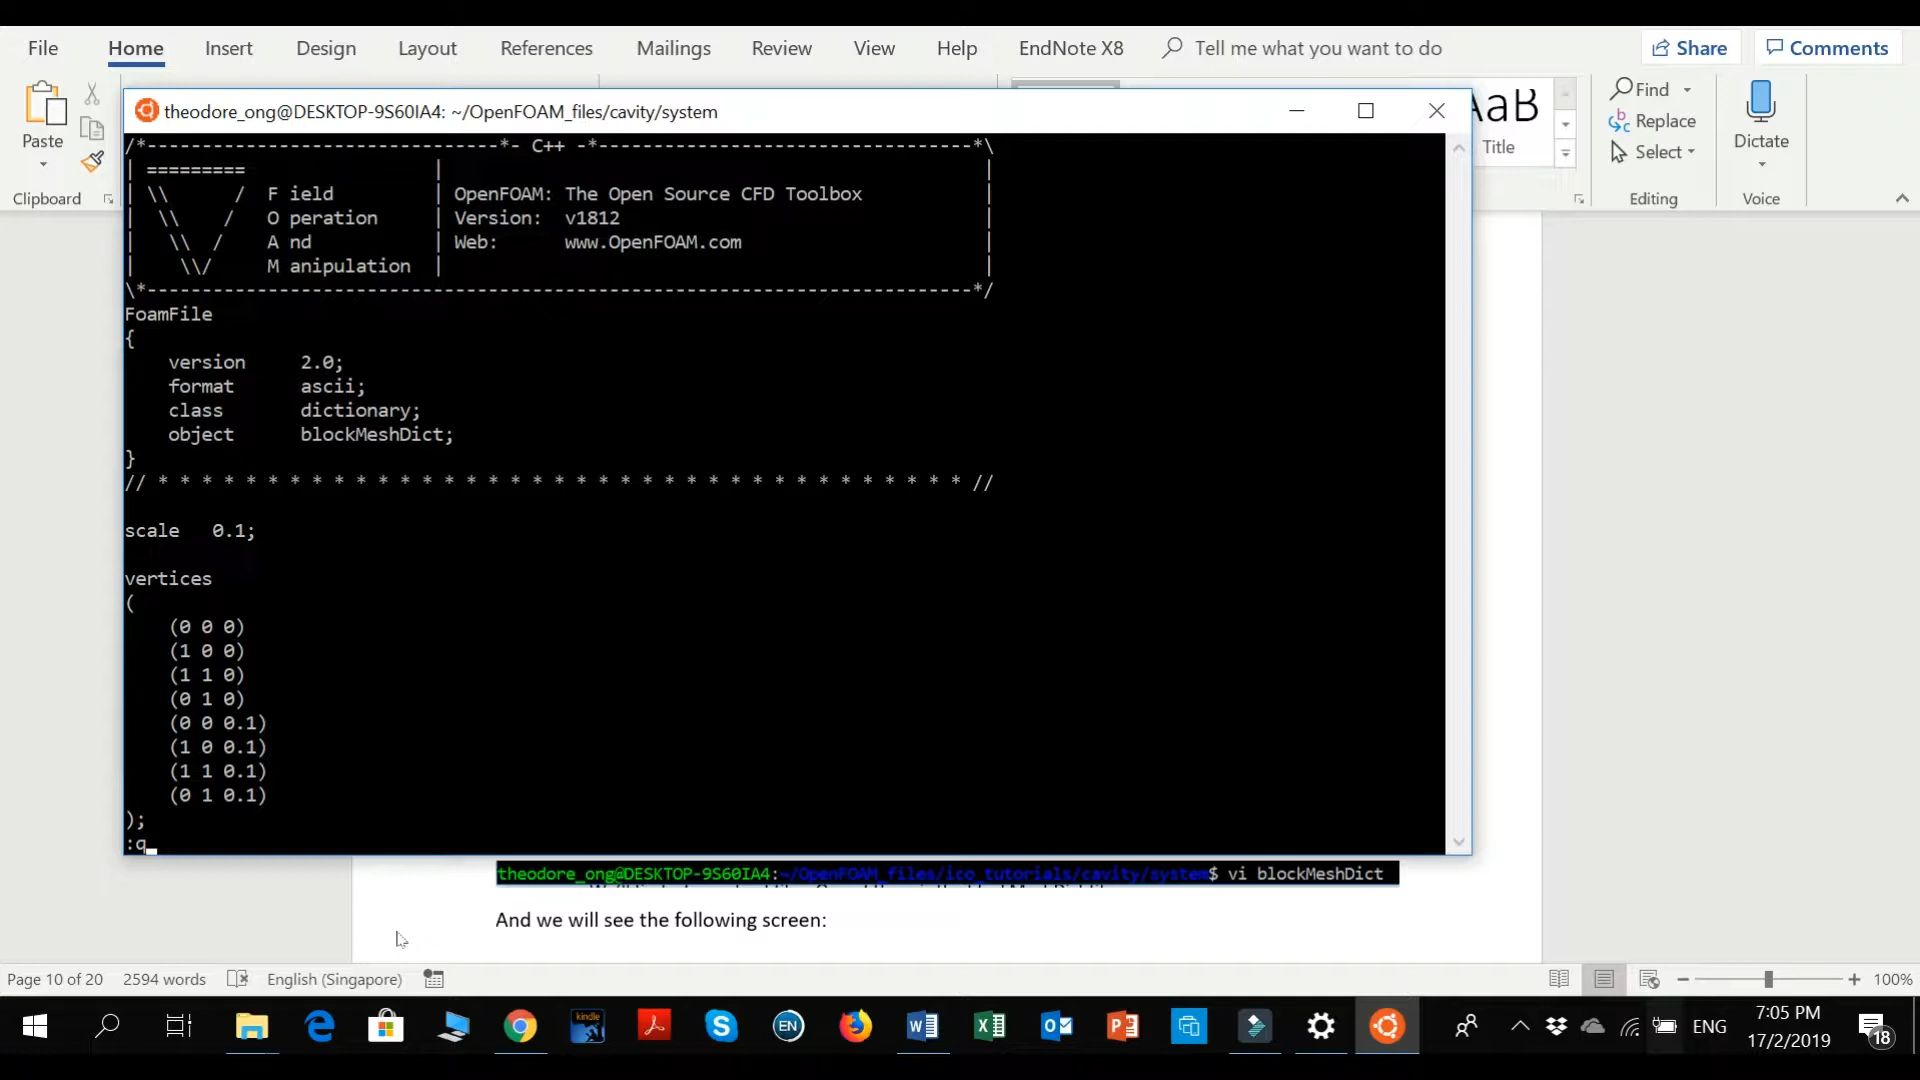 File Home Insert Design Layout References Mailings Review View Help EndNote X8 Tell me what you want to do Share Comments
Paste
Clipboard
AaB
Title
Find
Replace
Select
Editing
Dictate
Voice
theodore_ong@DESKTOP-9S60IA4: ~/OpenFOAM_files/cavity/system
/*--------------------------------*- C++ -*----------------------------------*\
| =========                 |                                                 |
| \\      /  F ield         | OpenFOAM: The Open Source CFD Toolbox           |
|  \\    /   O peration     | Version:  v1812                                 |
|   \\  /    A nd           | Web:      www.OpenFOAM.com                      |
|    \\/     M anipulation  |                                                 |
\*---------------------------------------------------------------------------*/
FoamFile
{
    version     2.0;
    format      ascii;
    class       dictionary;
    object      blockMeshDict;
}
// * * * * * * * * * * * * * * * * * * * * * * * * * * * * * * * * * * * * * //
scale   0.1;
vertices
(
    (0 0 0)
    (1 0 0)
    (1 1 0)
    (0 1 0)
    (0 0 0.1)
    (1 0 0.1)
    (1 1 0.1)
    (0 1 0.1)
);
:q
theodore_ong@DESKTOP-9S60IA4:~/OpenFOAM_files/ico_tutorials/cavity/system$ vi blockMeshDict
And we will see the following screen:
Page 10 of 20 2594 words English (Singapore) 100%
kindle
EN
ENG
7:05 PM
17/2/2019
18